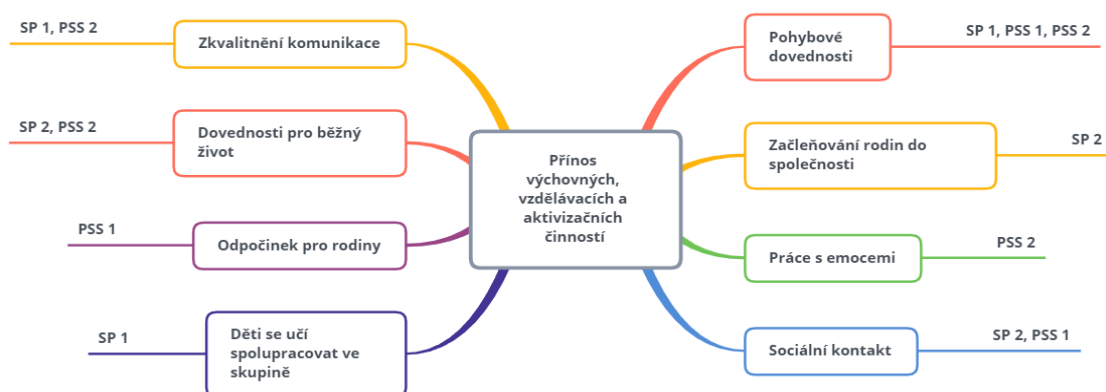 SP 1, PSS 2
Zkvalitnění komunikace
SP 2, PSS 2
Dovednosti pro běžný
život
PSS 1
Odpočinek pro rodiny
SP 1
Děti se učí
spolupracovat ve
skupině
Přínos
výchovných,
vzdělávacích a
aktivizačních
činností
Pohybové
dovednosti
SP 1, PSS 1, PSS 2
Začleňování rodin do
společnosti
SP 2
Práce s emocemi
PSS 2
Sociální kontakt
SP 2, PSS 1